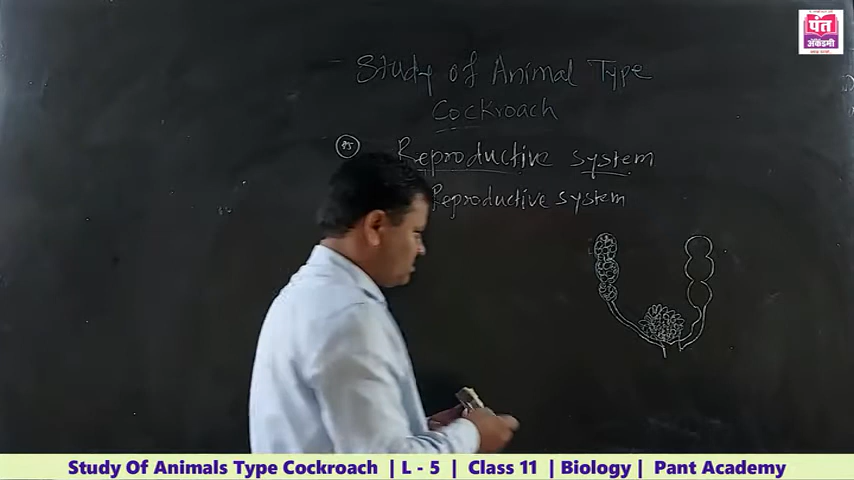 पंत
अॅकॅडमी
Study of Animal Type
Cockroach
Reproductive system
Reproductive system
Study Of Animals Type Cockroach | L - 5 | Class 11 | Biology | Pant Academy